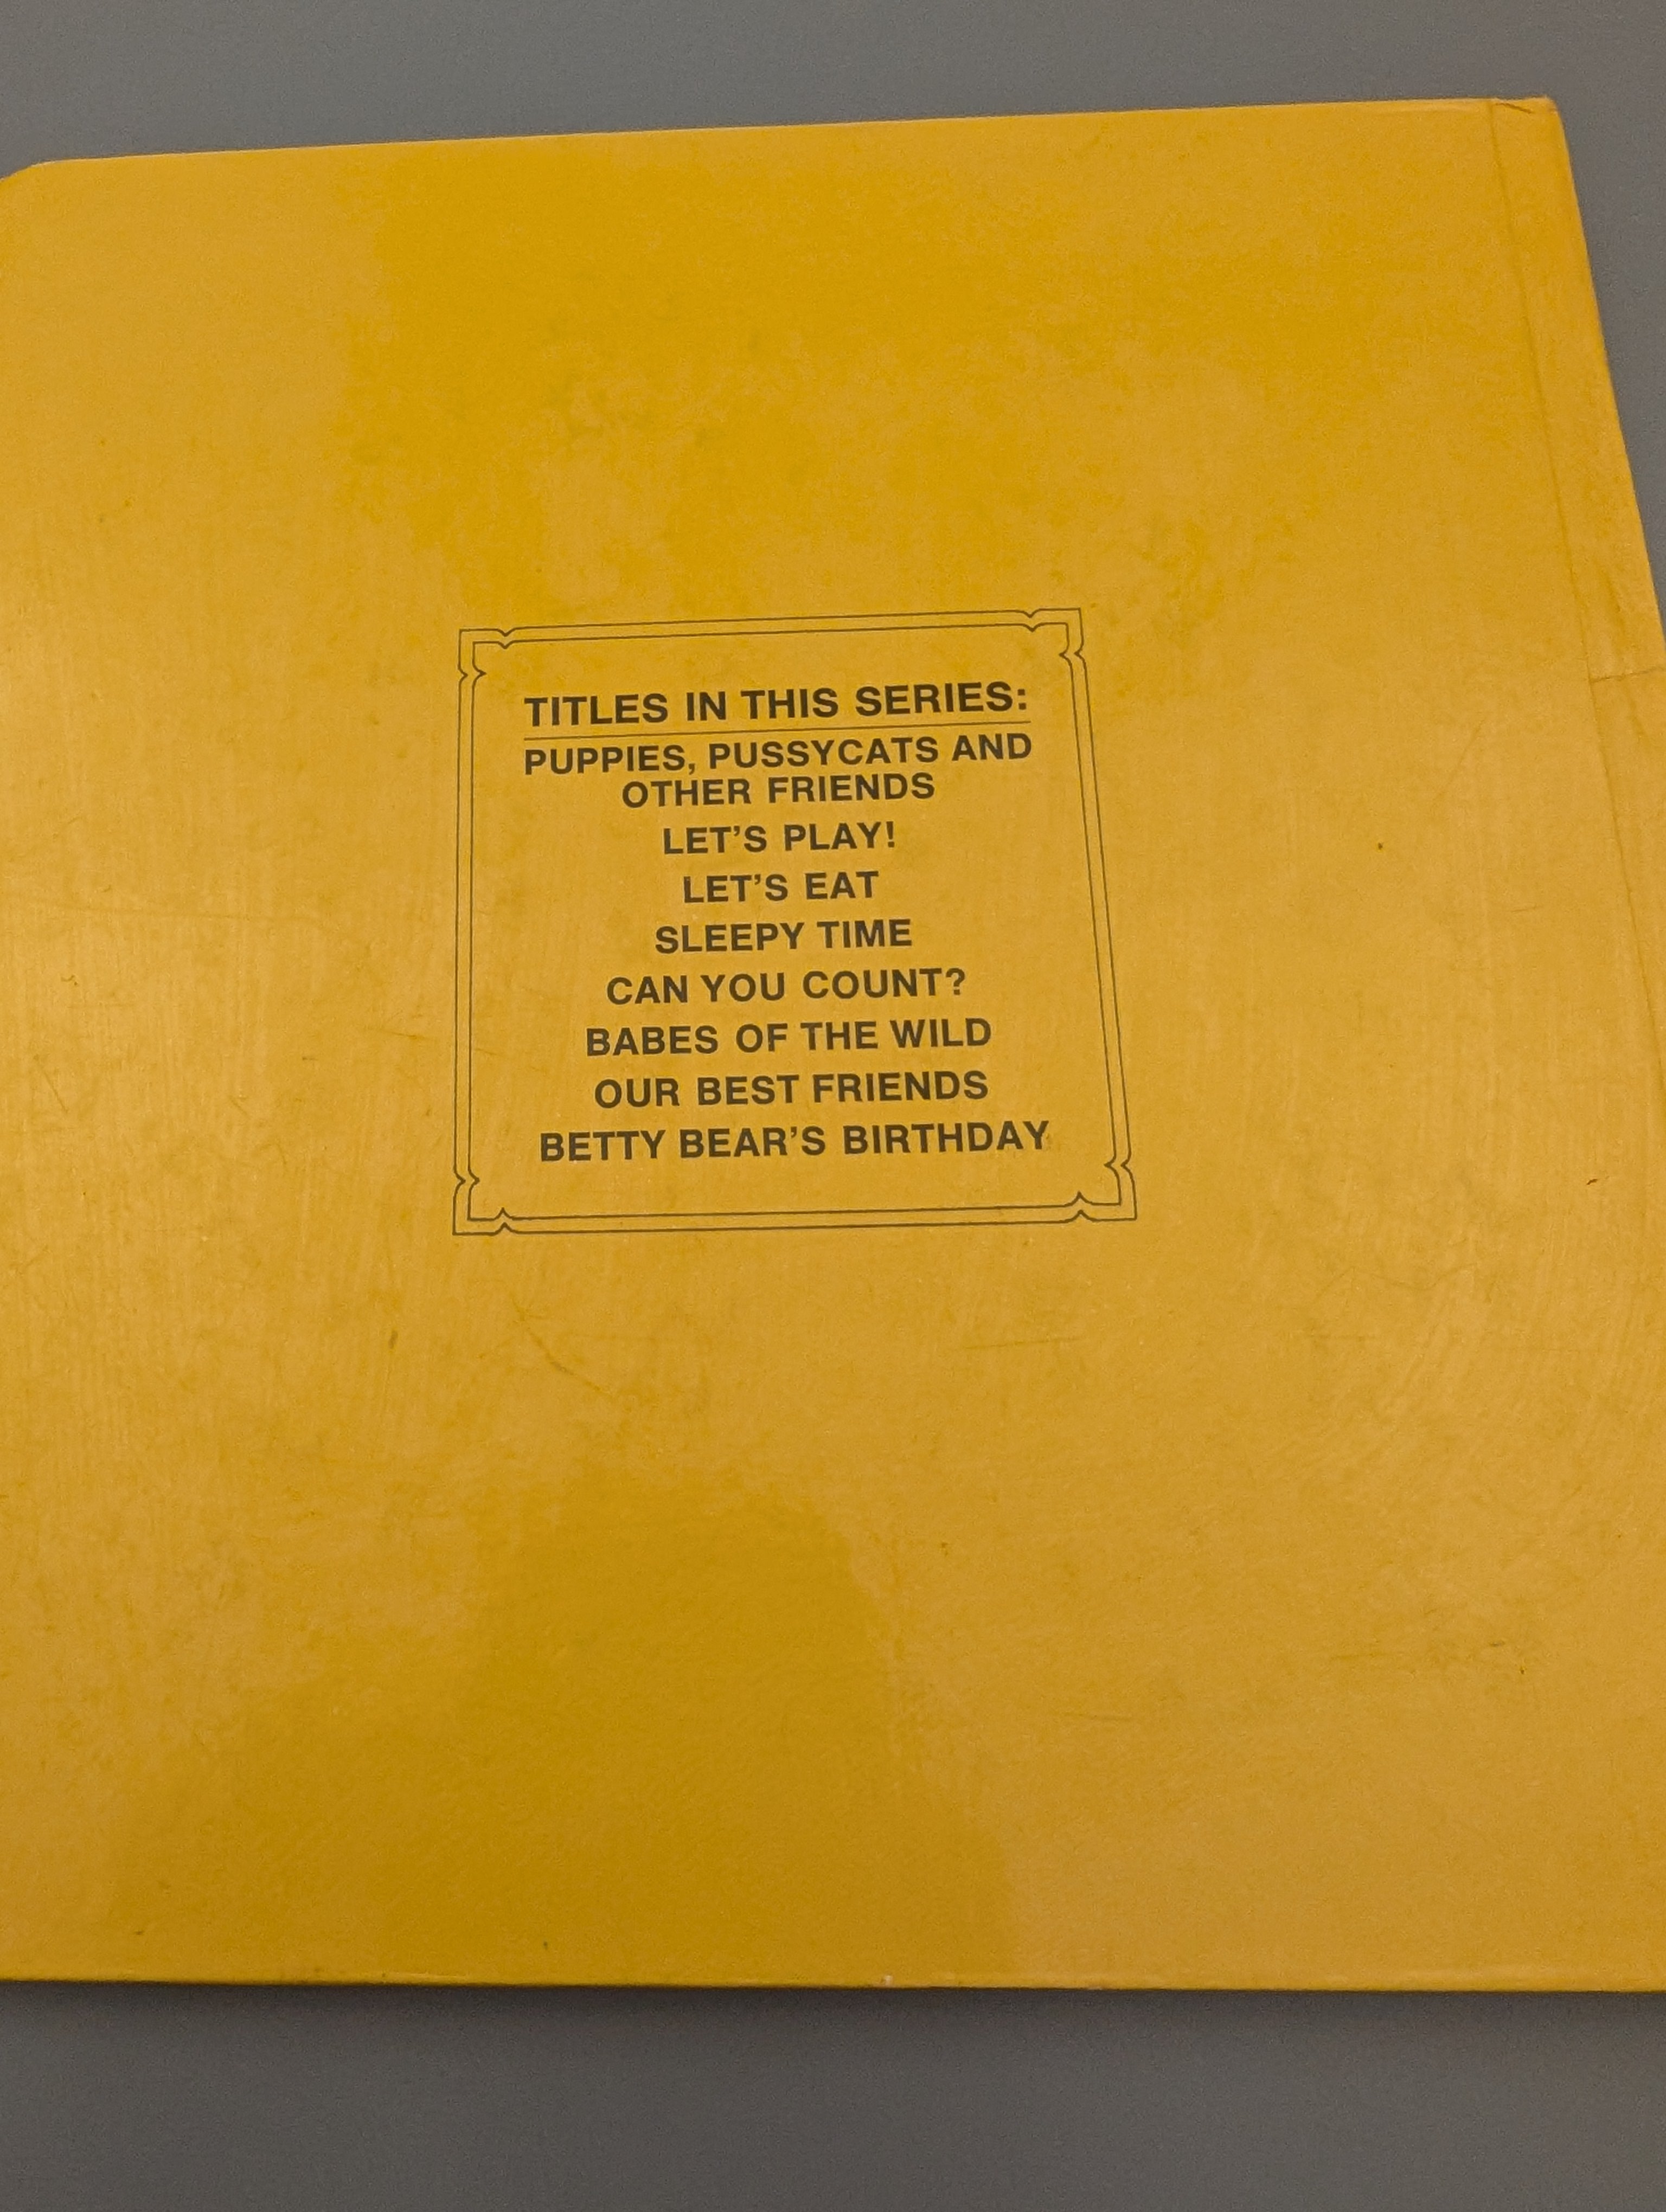 TITLES IN THIS SERIES:
PUPPIES, PUSSYCATS AND
OTHER FRIENDS
LET'S PLAY!
LET'S EAT
SLEEPY TIME
CAN YOU COUNT?
BABES OF THE WILD
OUR BEST FRIENDS
BETTY BEAR'S BIRTHDAY